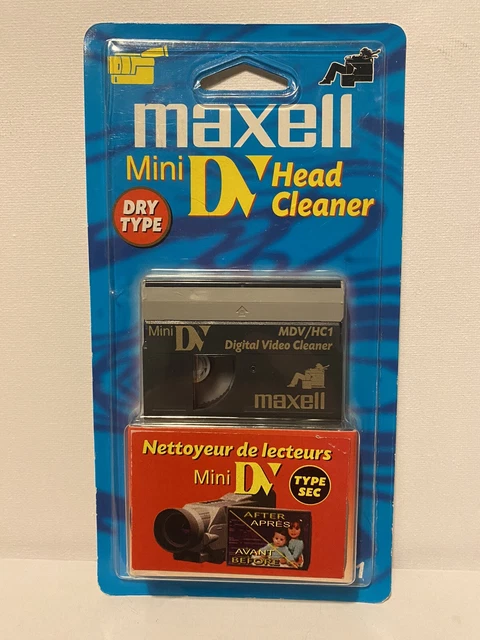 maxell
Mini DV Head
Cleaner
DRY
TYPE
Mini DV MDV/HC1
Digital Video Cleaner
maxell
Nettoyeur de lecteurs
Mini DV
TYPE
SEC
AFTER
APRÈS
AVANT
BEFORE
1